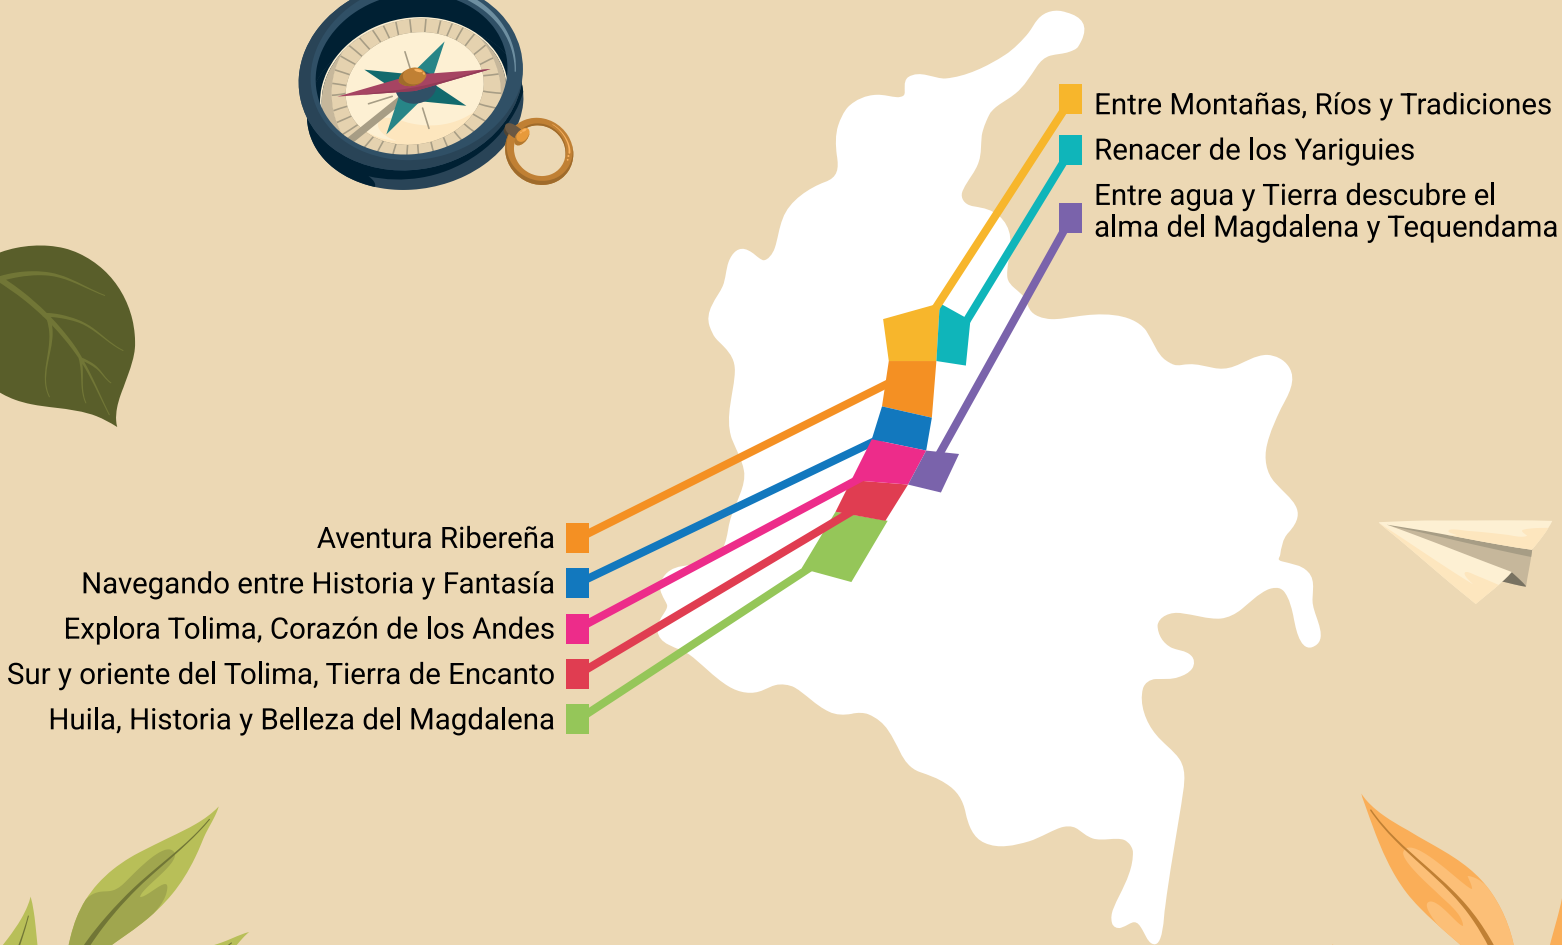 Entre Montañas, Ríos y Tradiciones
Renacer de los Yariguies
Entre agua y Tierra descubre el
alma del Magdalena y Tequendama
Aventura Ribereña
Navegando entre Historia y Fantasía
Explora Tolima, Corazón de los Andes
Sur y oriente del Tolima, Tierra de Encanto
Huila, Historia y Belleza del Magdalena